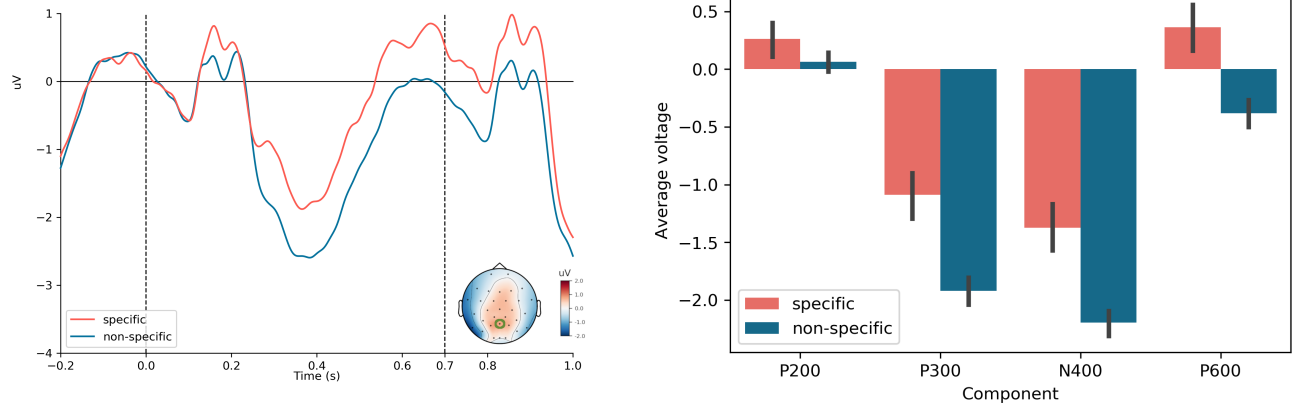 uV
0
−1
−2
−3
−4
−0.2
0.0
0.2
0.4
0.6
0.7
0.8
1.0
Time (s)
specific
non-specific
uV
2.0
1.0
0.0
-1.0
-2.0
Average voltage
0.5
0.0
−0.5
−1.0
−1.5
−2.0
specific
non-specific
P200
P300
N400
P600
Component